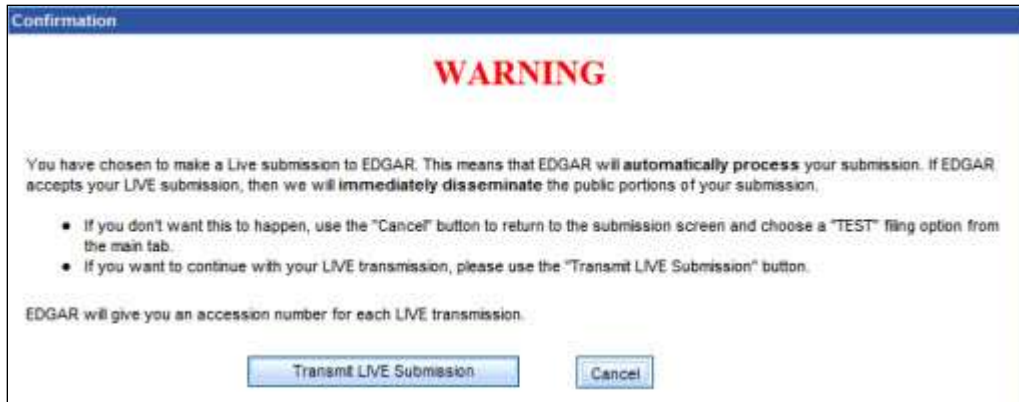 Confirmation
WARNING
You have chosen to make a Live submission to EDGAR. This means that EDGAR will automatically process your submission. If EDGAR
accepts your LIVE submission, then we will immediately disseminate the public portions of your submission.
● If you don't want this to happen, use the "Cancel" button to return to the submission screen and choose a "TEST" filing option from
the main tab.
● If you want to continue with your LIVE transmission, please use the "Transmit LIVE Submission" button.
EDGAR will give you an accession number for each LIVE transmission.
Transmit LIVE Submission Cancel